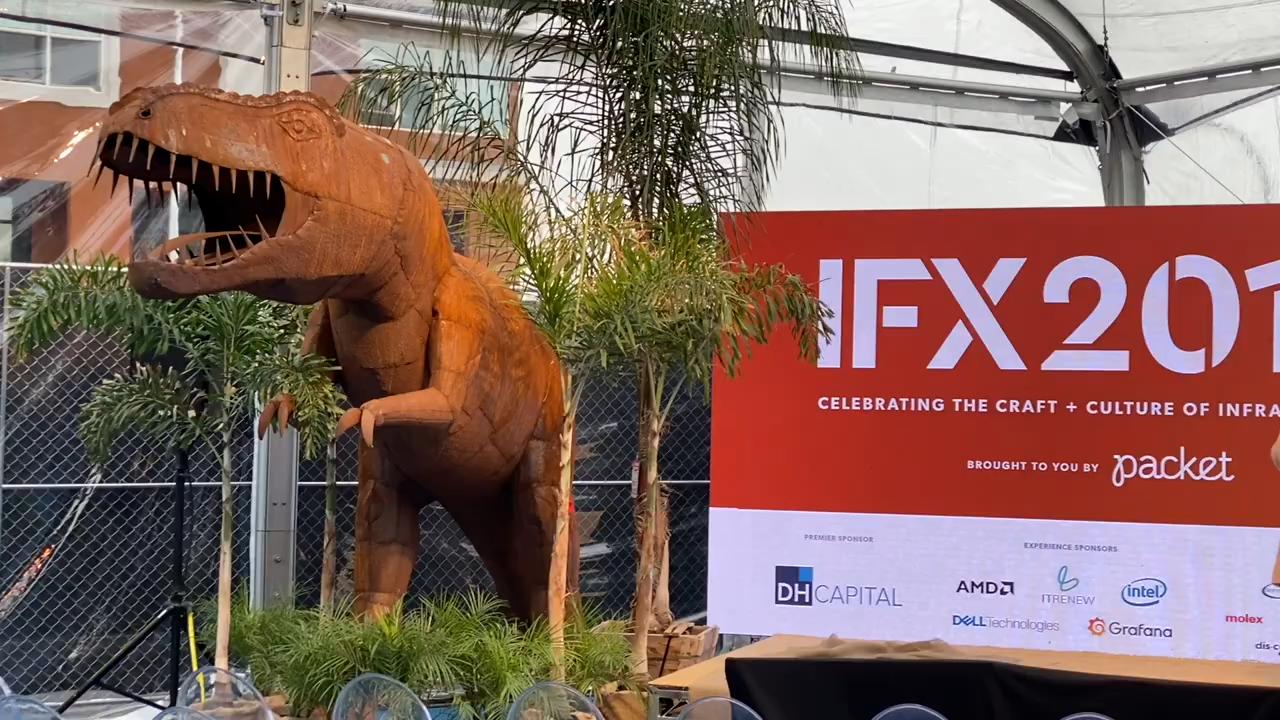 IFX201
CELEBRATING THE CRAFT + CULTURE OF INFRA
BROUGHT TO YOU BY packet
PREMIER SPONSOR
EXPERIENCE SPONSORS
DH CAPITAL
AMD
ITRENEW
intel
DELL Technologies
Grafana
molex